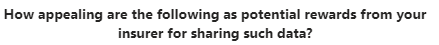 How appealing are the following as potential rewards from your
insurer for sharing such data?